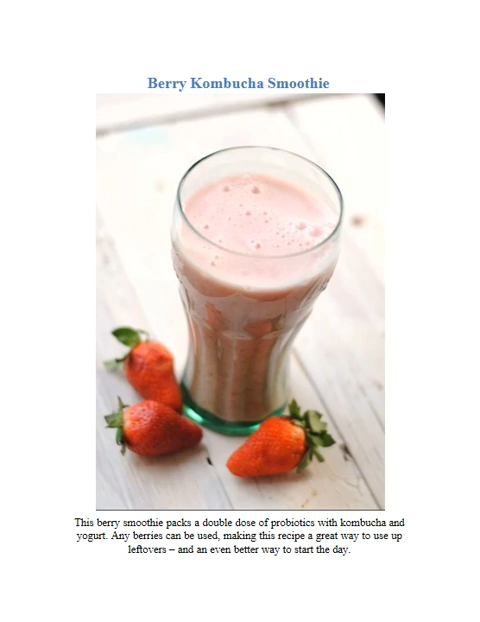 Berry Kombucha Smoothie
This berry smoothie packs a double dose of probiotics with kombucha and
yogurt. Any berries can be used, making this recipe a great way to use up
leftovers – and an even better way to start the day.